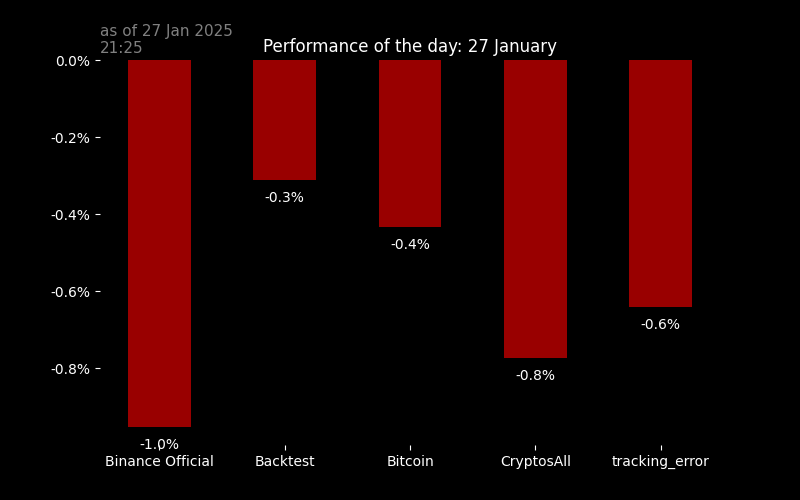 as of 27 Jan 2025
21:25
Performance of the day: 27 January
0.0%
-0.2%
-0.4%
-0.6%
-0.8%
-1.0%
-0.3%
-0.4%
-0.8%
-0.6%
Binance Official
Backtest
Bitcoin
CryptosAll
tracking_error